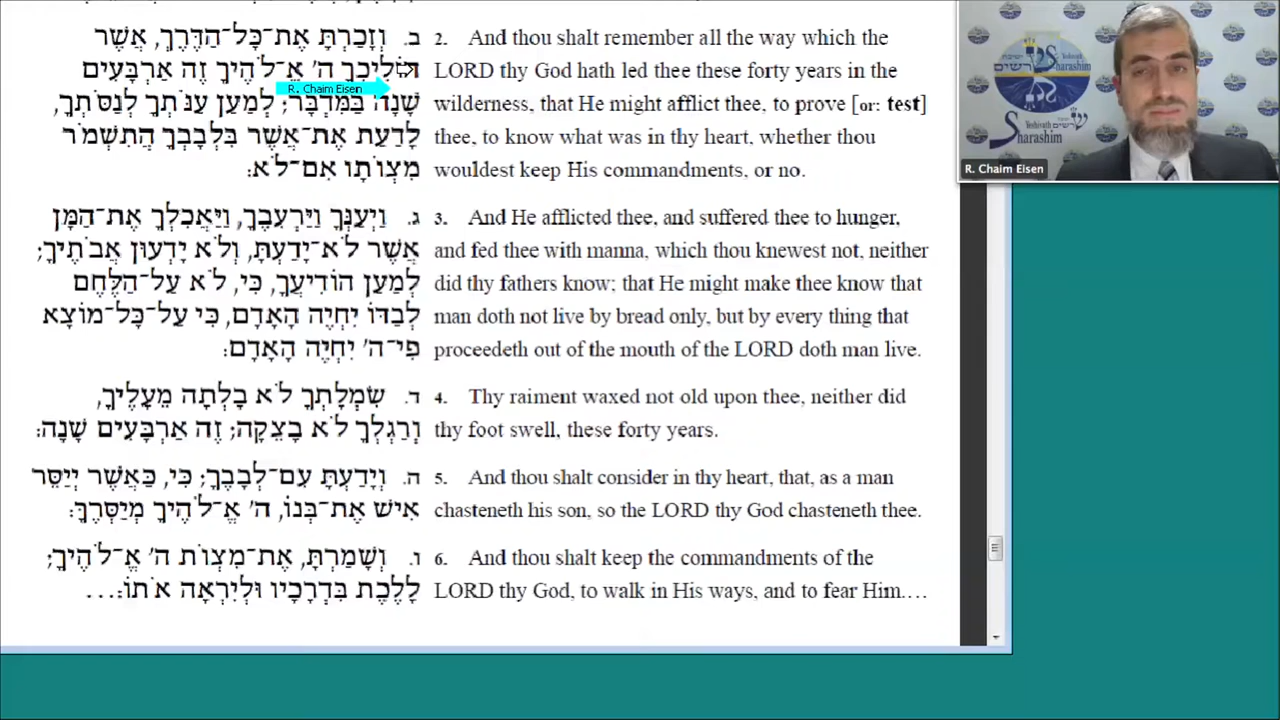 ב. וְזָכַרְתָּ אֶת־כָּל־הַדֶּרֶךְ, אֲשֶׁר
הוֹלִיכְךָ ה' אֱ־לֹהֶיךָ זֶה אַרְבָּעִים
שָׁנָה בַּמִּדְבָּר; לְמַעַן עַנֹּתְךָ לְנַסֹּתְךָ,
לָדַעַת אֶת־אֲשֶׁר בִּלְבָבְךָ הֲתִשְׁמֹר
מִצְוֹתָו אִם־לֹא:
2. And thou shalt remember all the way which the
LORD thy God hath led thee these forty years in the
wilderness, that He might afflict thee, to prove [or: test]
thee, to know what was in thy heart, whether thou
wouldest keep His commandments, or no.
ג. וַיְעַנְּךָ וַיַּרְעִבֶךָ, וַיַּאֲכִלְךָ אֶת־הַמָּן
אֲשֶׁר לֹא־יָדַעְתָּ, וְלֹא יָדְעוּן אֲבֹתֶיךָ;
לְמַעַן הוֹדִיעֲךָ, כִּי, לֹא עַל־הַלֶּחֶם
לְבַדּוֹ יִחְיֶה הָאָדָם, כִּי עַל־כָּל־מוֹצָא
פִי־ה' יִחְיֶה הָאָדָם:
3. And He afflicted thee, and suffered thee to hunger,
and fed thee with manna, which thou knewest not, neither
did thy fathers know; that He might make thee know that
man doth not live by bread only, but by every thing that
proceedeth out of the mouth of the LORD doth man live.
ד. שִׂמְלָתְךָ לֹא בָלְתָה מֵעָלֶיךָ,
וְרַגְלְךָ לֹא בָצֵקָה; זֶה אַרְבָּעִים שָׁנָה:
4. Thy raiment waxed not old upon thee, neither did
thy foot swell, these forty years.
ה. וְיָדַעְתָּ עִם־לְבָבֶךָ; כִּי, כַּאֲשֶׁר יְיַסֵּר
אִישׁ אֶת־בְּנוֹ, ה' אֱ־לֹהֶיךָ מְיַסְּרֶךָּ:
5. And thou shalt consider in thy heart, that, as a man
chasteneth his son, so the LORD thy God chasteneth thee.
ו. וְשָׁמַרְתָּ, אֶת־מִצְוֹת ה' אֱ־לֹהֶיךָ;
לָלֶכֶת בִּדְרָכָיו וּלְיִרְאָה אֹתוֹ:...
6. And thou shalt keep the commandments of the
LORD thy God, to walk in His ways, and to fear Him....
R. Chaim Eisen
ישיבת
שרשים
Yeshivath
Sharashim
R. Chaim Eisen